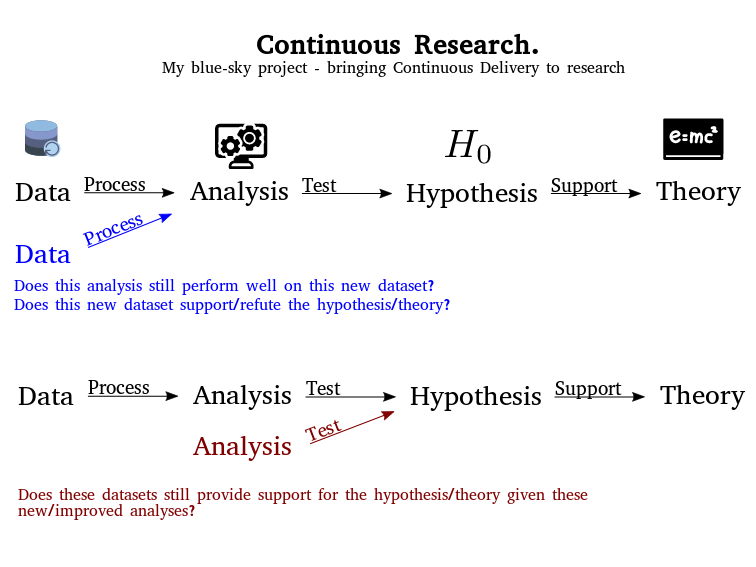 Continuous Research.
My blue-sky project - bringing Continuous Delivery to research
H0
e=mc²
Data Process Analysis Test Hypothesis Support Theory
Process
Data
Does this analysis still perform well on this new dataset?
Does this new dataset support/refute the hypothesis/theory?
Data Process Analysis Test Hypothesis Support Theory
Analysis Test
Does these datasets still provide support for the hypothesis/theory given these
new/improved analyses?